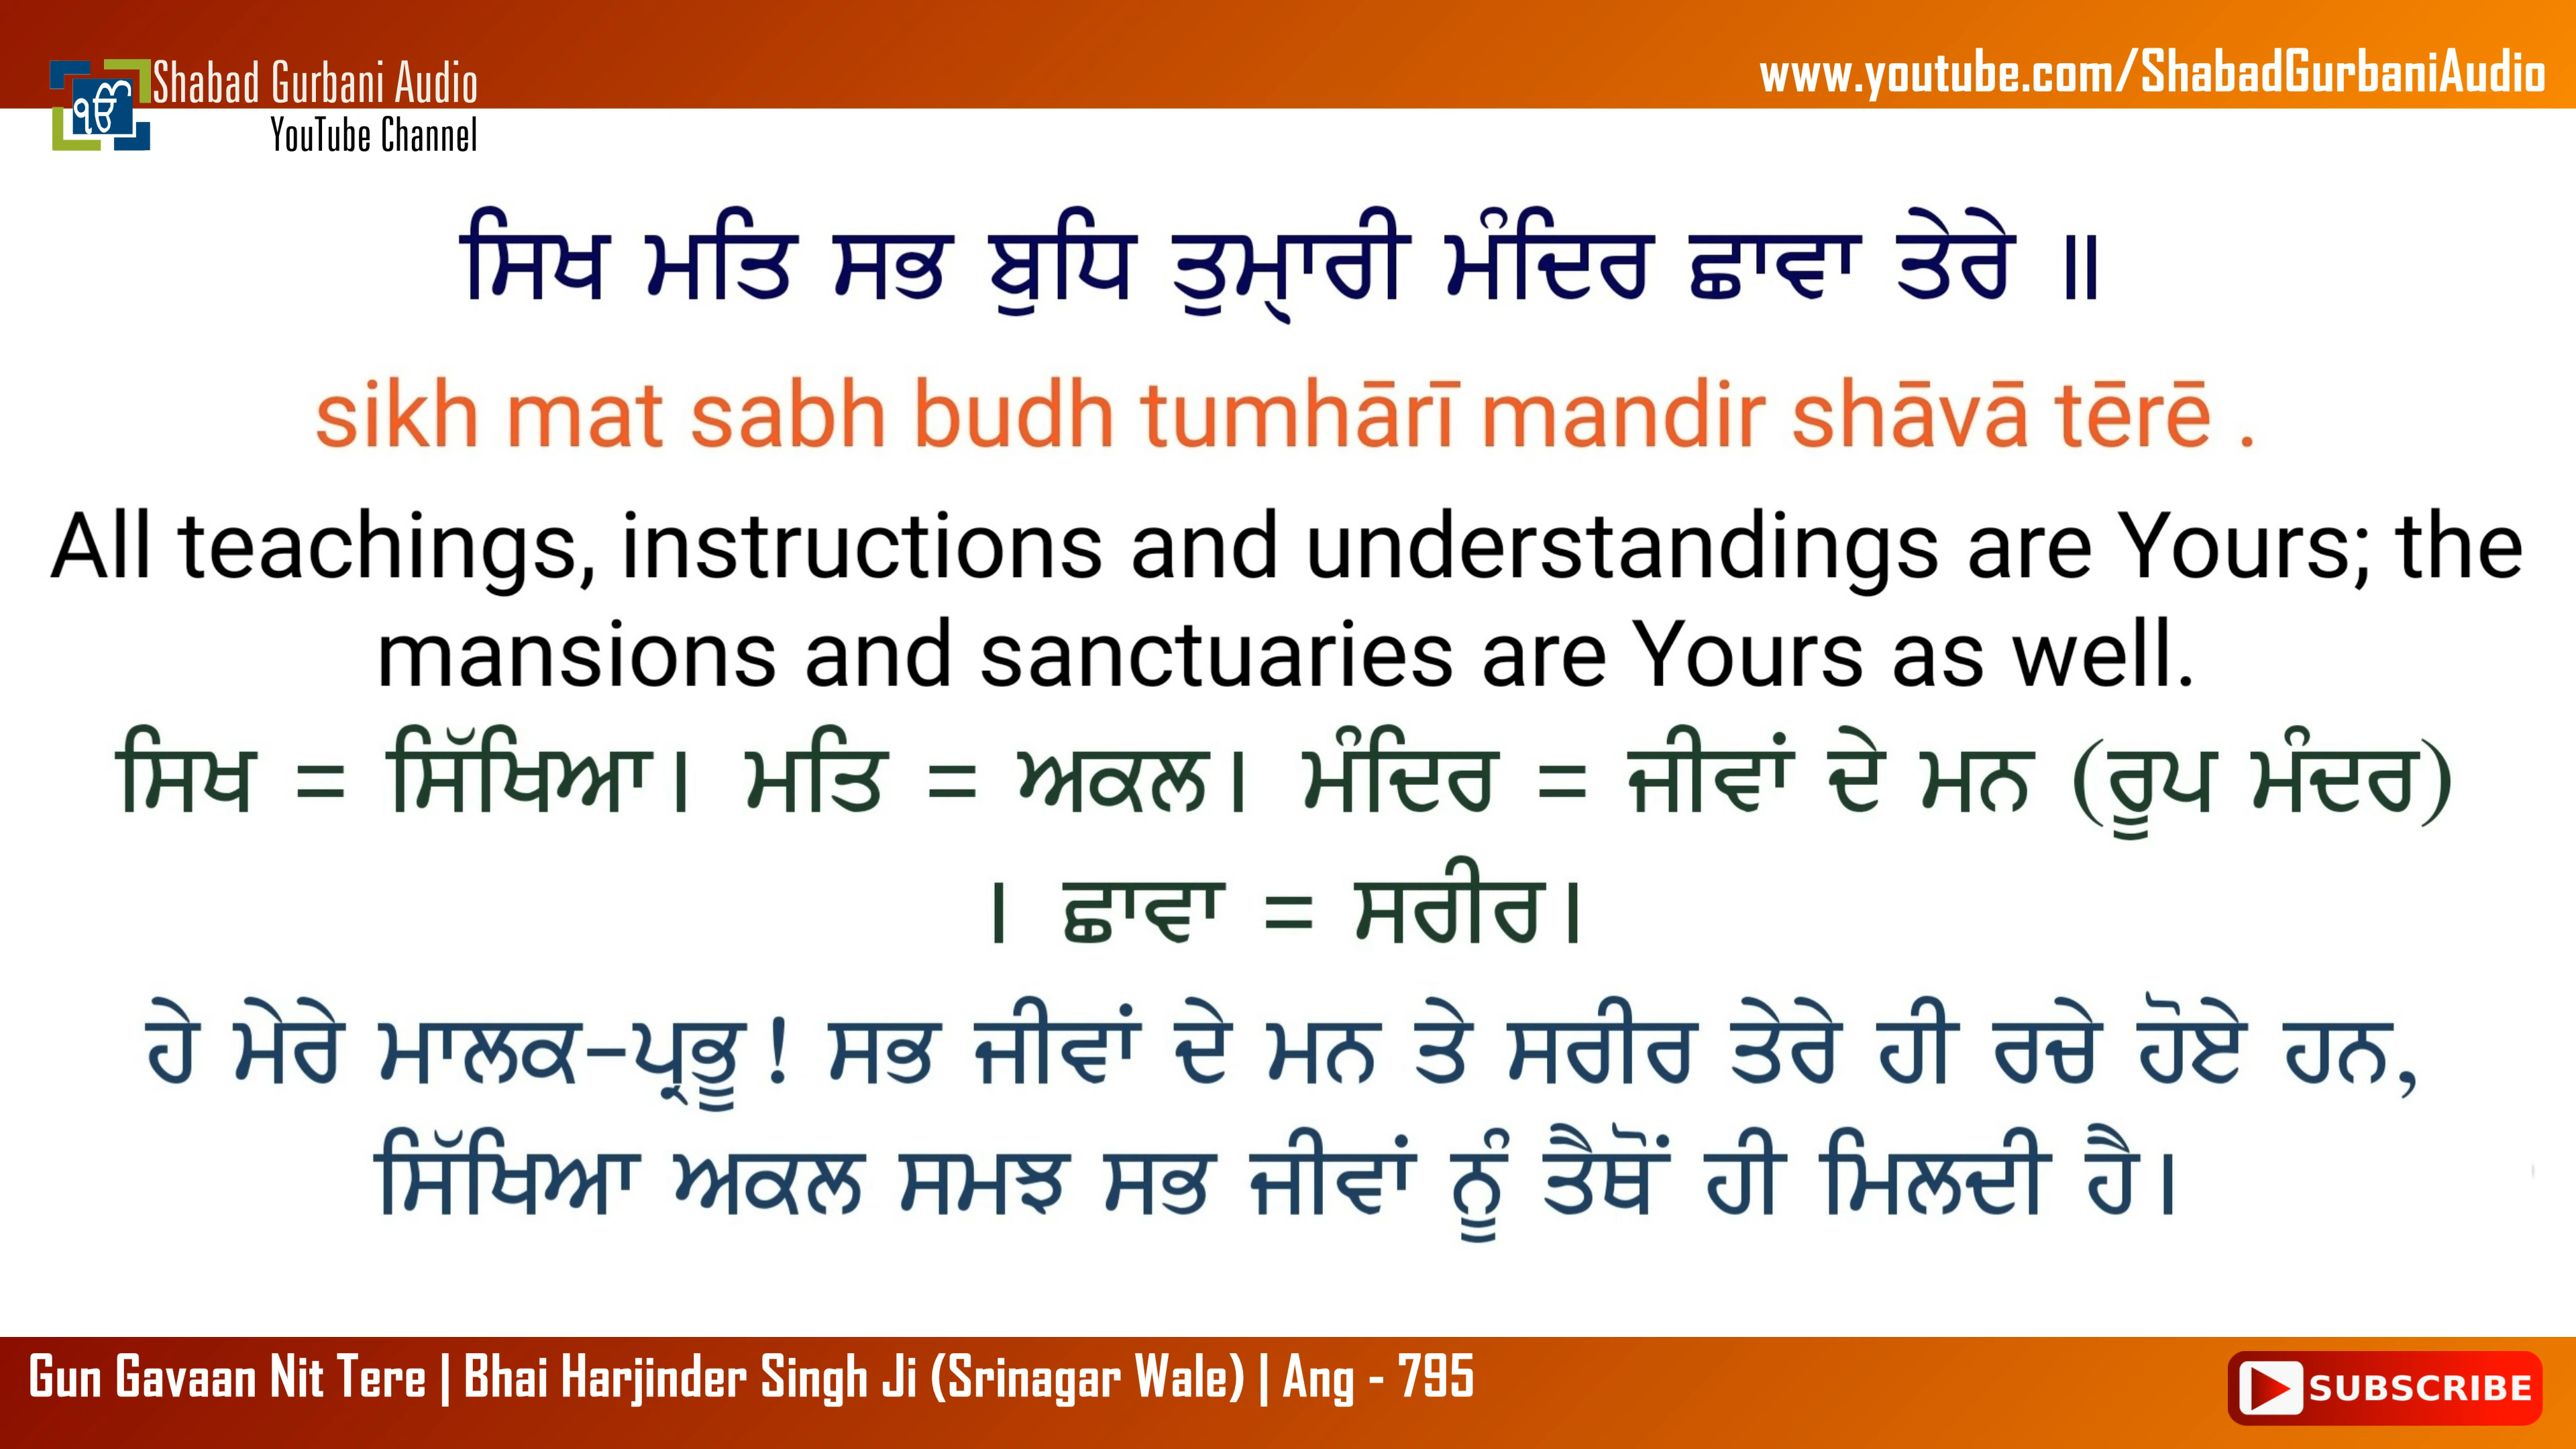 Shabad Gurbani Audio
YouTube Channel
www.youtube.com/ShabadGurbaniAudio
ੴ
ਸਿਖ ਮਤਿ ਸਭ ਬੁਧਿ ਤੁਮ੍ਹਾਰੀ ਮੰਦਿਰ ਛਾਵਾ ਤੇਰੇ ॥
sikh mat sabh budh tumhārī mandir shāvā tērē .
All teachings, instructions and understandings are Yours; the
mansions and sanctuaries are Yours as well.
ਸਿਖ = ਸਿੱਖਿਆ। ਮਤਿ = ਅਕਲ। ਮੰਦਿਰ = ਜੀਵਾਂ ਦੇ ਮਨ (ਰੂਪ ਮੰਦਰ)
। ਛਾਵਾ = ਸਰੀਰ।
ਹੇ ਮੇਰੇ ਮਾਲਕ-ਪ੍ਰਭੂ! ਸਭ ਜੀਵਾਂ ਦੇ ਮਨ ਤੇ ਸਰੀਰ ਤੇਰੇ ਹੀ ਰਚੇ ਹੋਏ ਹਨ,
ਸਿੱਖਿਆ ਅਕਲ ਸਮਝ ਸਭ ਜੀਵਾਂ ਨੂੰ ਤੈਥੋਂ ਹੀ ਮਿਲਦੀ ਹੈ।
Gun Gavaan Nit Tere | Bhai Harjinder Singh Ji (Srinagar Wale) | Ang - 795
SUBSCRIBE